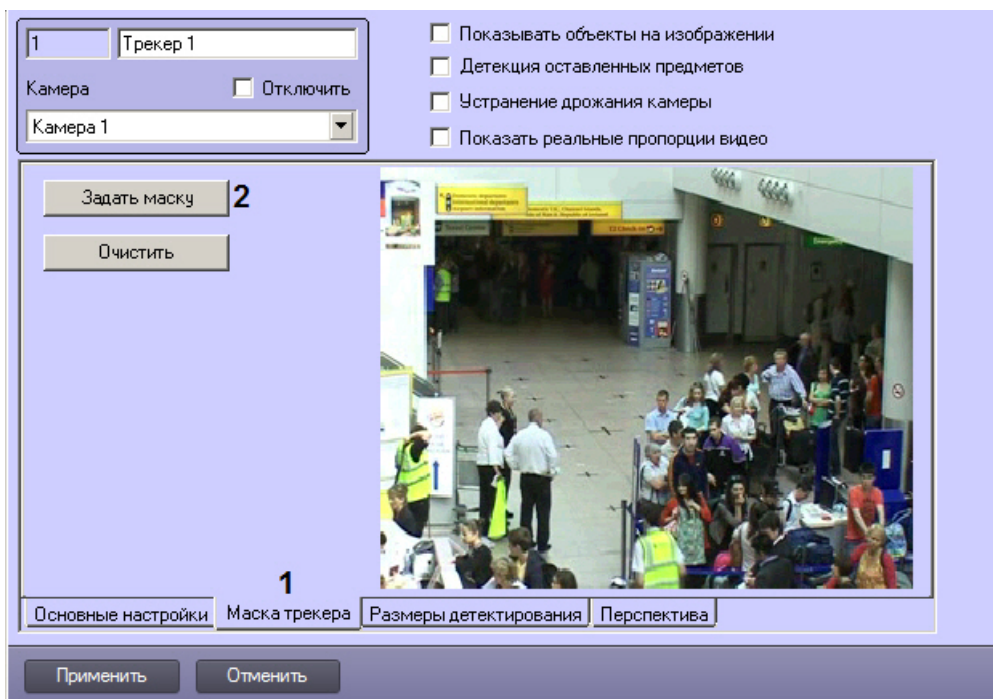 1 Трекер 1
Камера Отключить
Камера 1
Показывать объекты на изображении
Детекция оставленных предметов
Устранение дрожания камеры
Показать реальные пропорции видео
Задать маску 2
Очистить
1
Основные настройки Маска трекера Размеры детектирования Перспектива
Применить Отменить